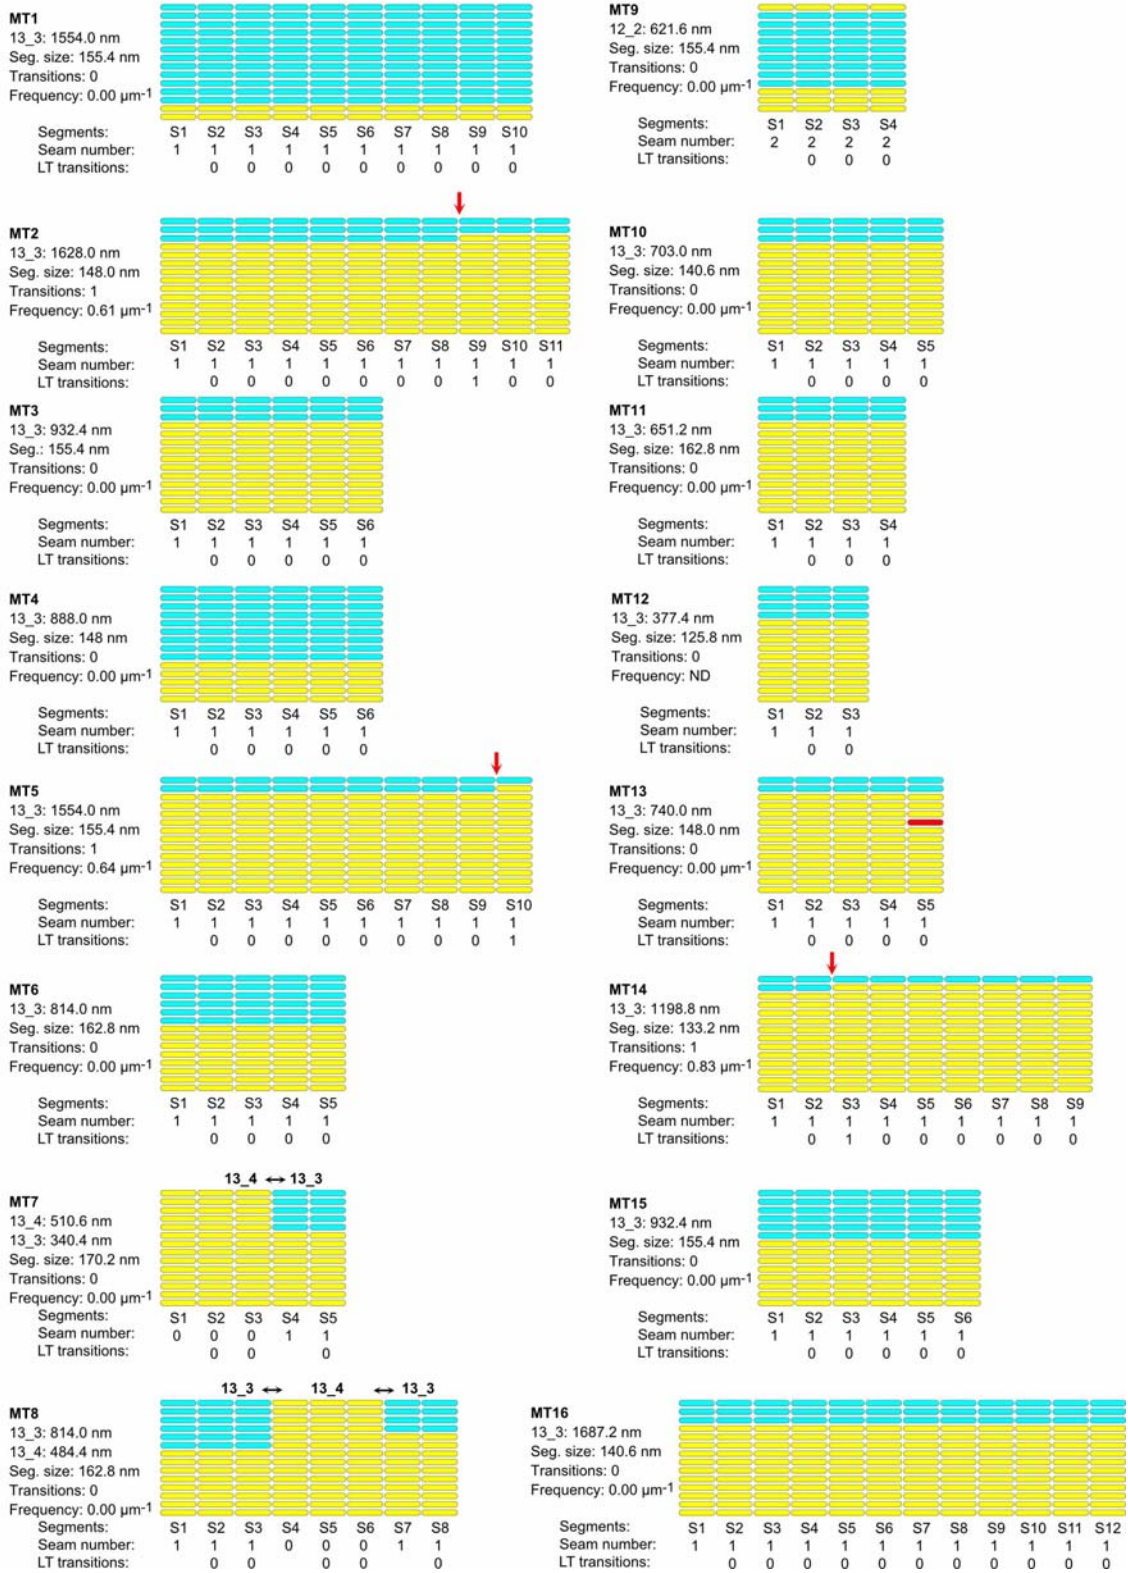 MT1
13_3: 1554.0 nm
Seg. size: 155.4 nm
Transitions: 0
Frequency: 0.00 µm-1
Segments: S1 S2 S3 S4 S5 S6 S7 S8 S9 S10
Seam number: 1 1 1 1 1 1 1 1 1 1
LT transitions: 0 0 0 0 0 0 0 0 0
MT2
13_3: 1628.0 nm
Seg. size: 148.0 nm
Transitions: 1
Frequency: 0.61 µm-1
Segments: S1 S2 S3 S4 S5 S6 S7 S8 S9 S10 S11
Seam number: 1 1 1 1 1 1 1 1 1 1 1
LT transitions: 0 0 0 0 0 0 0 1 0 0
MT3
13_3: 932.4 nm
Seg.: 155.4 nm
Transitions: 0
Frequency: 0.00 µm-1
Segments: S1 S2 S3 S4 S5 S6
Seam number: 1 1 1 1 1 1
LT transitions: 0 0 0 0 0
MT4
13_3: 888.0 nm
Seg. size: 148 nm
Transitions: 0
Frequency: 0.00 µm-1
Segments: S1 S2 S3 S4 S5 S6
Seam number: 1 1 1 1 1 1
LT transitions: 0 0 0 0 0
MT5
13_3: 1554.0 nm
Seg. size: 155.4 nm
Transitions: 1
Frequency: 0.64 µm-1
Segments: S1 S2 S3 S4 S5 S6 S7 S8 S9 S10
Seam number: 1 1 1 1 1 1 1 1 1 1
LT transitions: 0 0 0 0 0 0 0 0 1
MT6
13_3: 814.0 nm
Seg. size: 162.8 nm
Transitions: 0
Frequency: 0.00 µm-1
Segments: S1 S2 S3 S4 S5
Seam number: 1 1 1 1 1
LT transitions: 0 0 0 0
13_4 ↔ 13_3
MT7
13_4: 510.6 nm
13_3: 340.4 nm
Seg. size: 170.2 nm
Transitions: 0
Frequency: 0.00 µm-1
Segments: S1 S2 S3 S4 S5
Seam number: 0 0 0 1 1
LT transitions: 0 0 0
13_3 ↔ 13_4 ↔ 13_3
MT8
13_3: 814.0 nm
13_4: 484.4 nm
Seg. size: 162.8 nm
Transitions: 0
Frequency: 0.00 µm-1
Segments: S1 S2 S3 S4 S5 S6 S7 S8
Seam number: 1 1 1 0 0 0 1 1
LT transitions: 0 0 0 0 0
MT9
12_2: 621.6 nm
Seg. size: 155.4 nm
Transitions: 0
Frequency: 0.00 µm-1
Segments: S1 S2 S3 S4
Seam number: 2 2 2 2
LT transitions: 0 0 0
MT10
13_3: 703.0 nm
Seg. size: 140.6 nm
Transitions: 0
Frequency: 0.00 µm-1
Segments: S1 S2 S3 S4 S5
Seam number: 1 1 1 1 1
LT transitions: 0 0 0 0
MT11
13_3: 651.2 nm
Seg. size: 162.8 nm
Transitions: 0
Frequency: 0.00 µm-1
Segments: S1 S2 S3 S4
Seam number: 1 1 1 1
LT transitions: 0 0 0
MT12
13_3: 377.4 nm
Seg. size: 125.8 nm
Transitions: 0
Frequency: ND
Segments: S1 S2 S3
Seam number: 1 1 1
LT transitions: 0 0
MT13
13_3: 740.0 nm
Seg. size: 148.0 nm
Transitions: 0
Frequency: 0.00 µm-1
Segments: S1 S2 S3 S4 S5
Seam number: 1 1 1 1 1
LT transitions: 0 0 0 0
MT14
13_3: 1198.8 nm
Seg. size: 133.2 nm
Transitions: 1
Frequency: 0.83 µm-1
Segments: S1 S2 S3 S4 S5 S6 S7 S8 S9
Seam number: 1 1 1 1 1 1 1 1 1
LT transitions: 0 1 0 0 0 0 0 0
MT15
13_3: 932.4 nm
Seg. size: 155.4 nm
Transitions: 0
Frequency: 0.00 µm-1
Segments: S1 S2 S3 S4 S5 S6
Seam number: 1 1 1 1 1 1
LT transitions: 0 0 0 0 0
MT16
13_3: 1687.2 nm
Seg. size: 140.6 nm
Transitions: 0
Frequency: 0.00 µm-1
Segments: S1 S2 S3 S4 S5 S6 S7 S8 S9 S10 S11 S12
Seam number: 1 1 1 1 1 1 1 1 1 1 1 1
LT transitions: 0 0 0 0 0 0 0 0 0 0 0